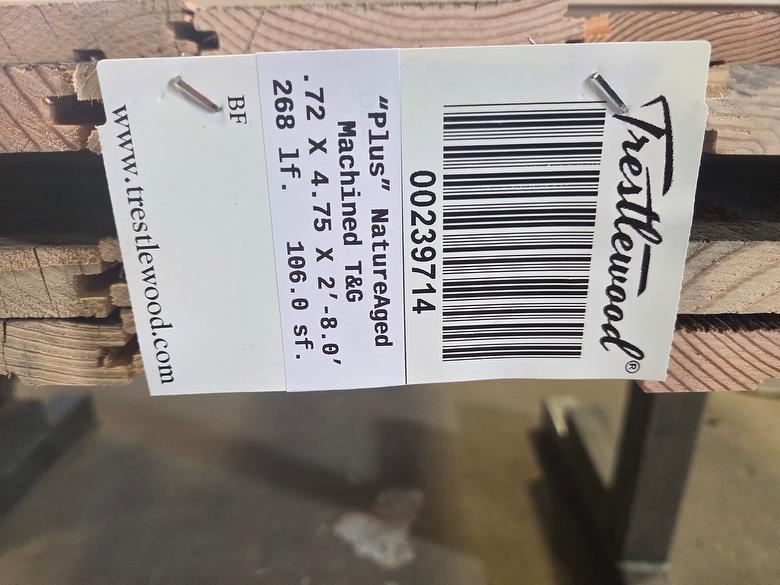 Trestlewood®
00239714
"Plus" NatureAged
Machined T&G
.72 X 4.75 X 2'-8.0'
268 lf. 106.0 sf.
BF
www.trestlewood.com